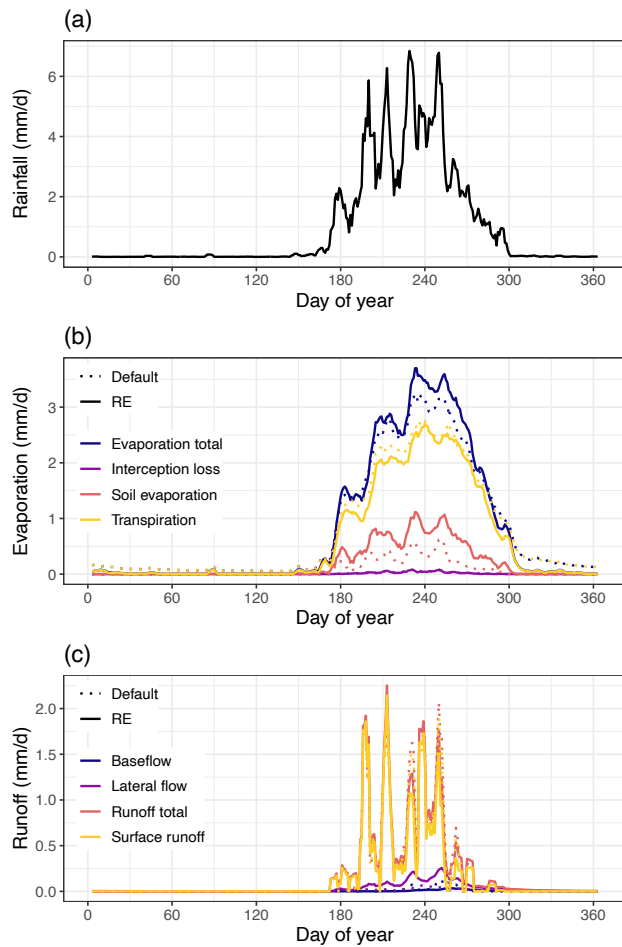 (a)
6
4
2
0
Rainfall (mm/d)
0 60 120 180 240 300 360
Day of year
(b)
3
2
1
0
Evaporation (mm/d)
Default
RE
Evaporation total
Interception loss
Soil evaporation
Transpiration
0 60 120 180 240 300 360
Day of year
(c)
2.0
1.5
1.0
0.5
0.0
Runoff (mm/d)
Default
RE
Baseflow
Lateral flow
Runoff total
Surface runoff
0 60 120 180 240 300 360
Day of year